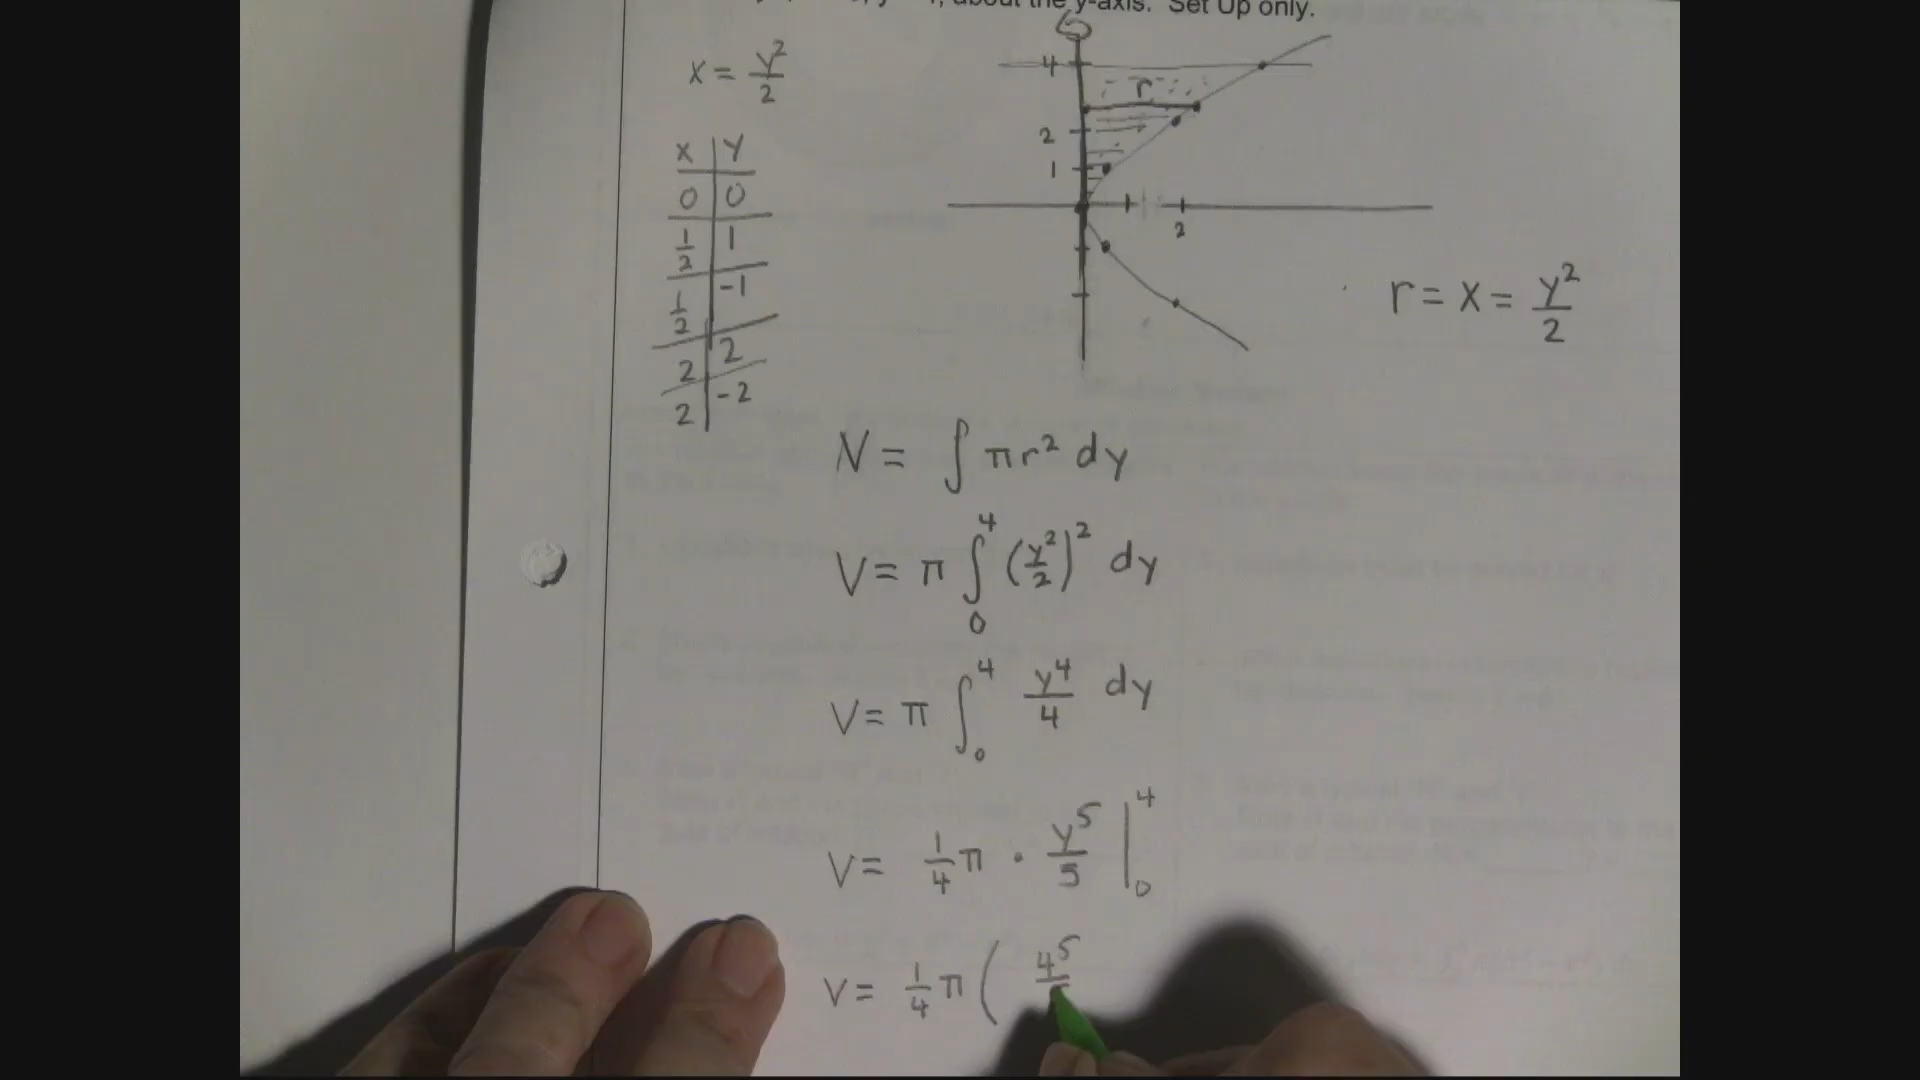 about the y-axis. Set Up only.
x = y²/2
x | y
0 | 0
1/2 | 1
1/2 | -1
2 | 2
2 | -2
4
r
2
1
2
r = x = y²/2
V = ∫ πr² dy
V = π ∫₀⁴ (y²/2)² dy
V = π ∫₀⁴ y⁴/4 dy
V = 1/4 π · y⁵/5 |₀⁴
V = 1/4 π ( 4⁵